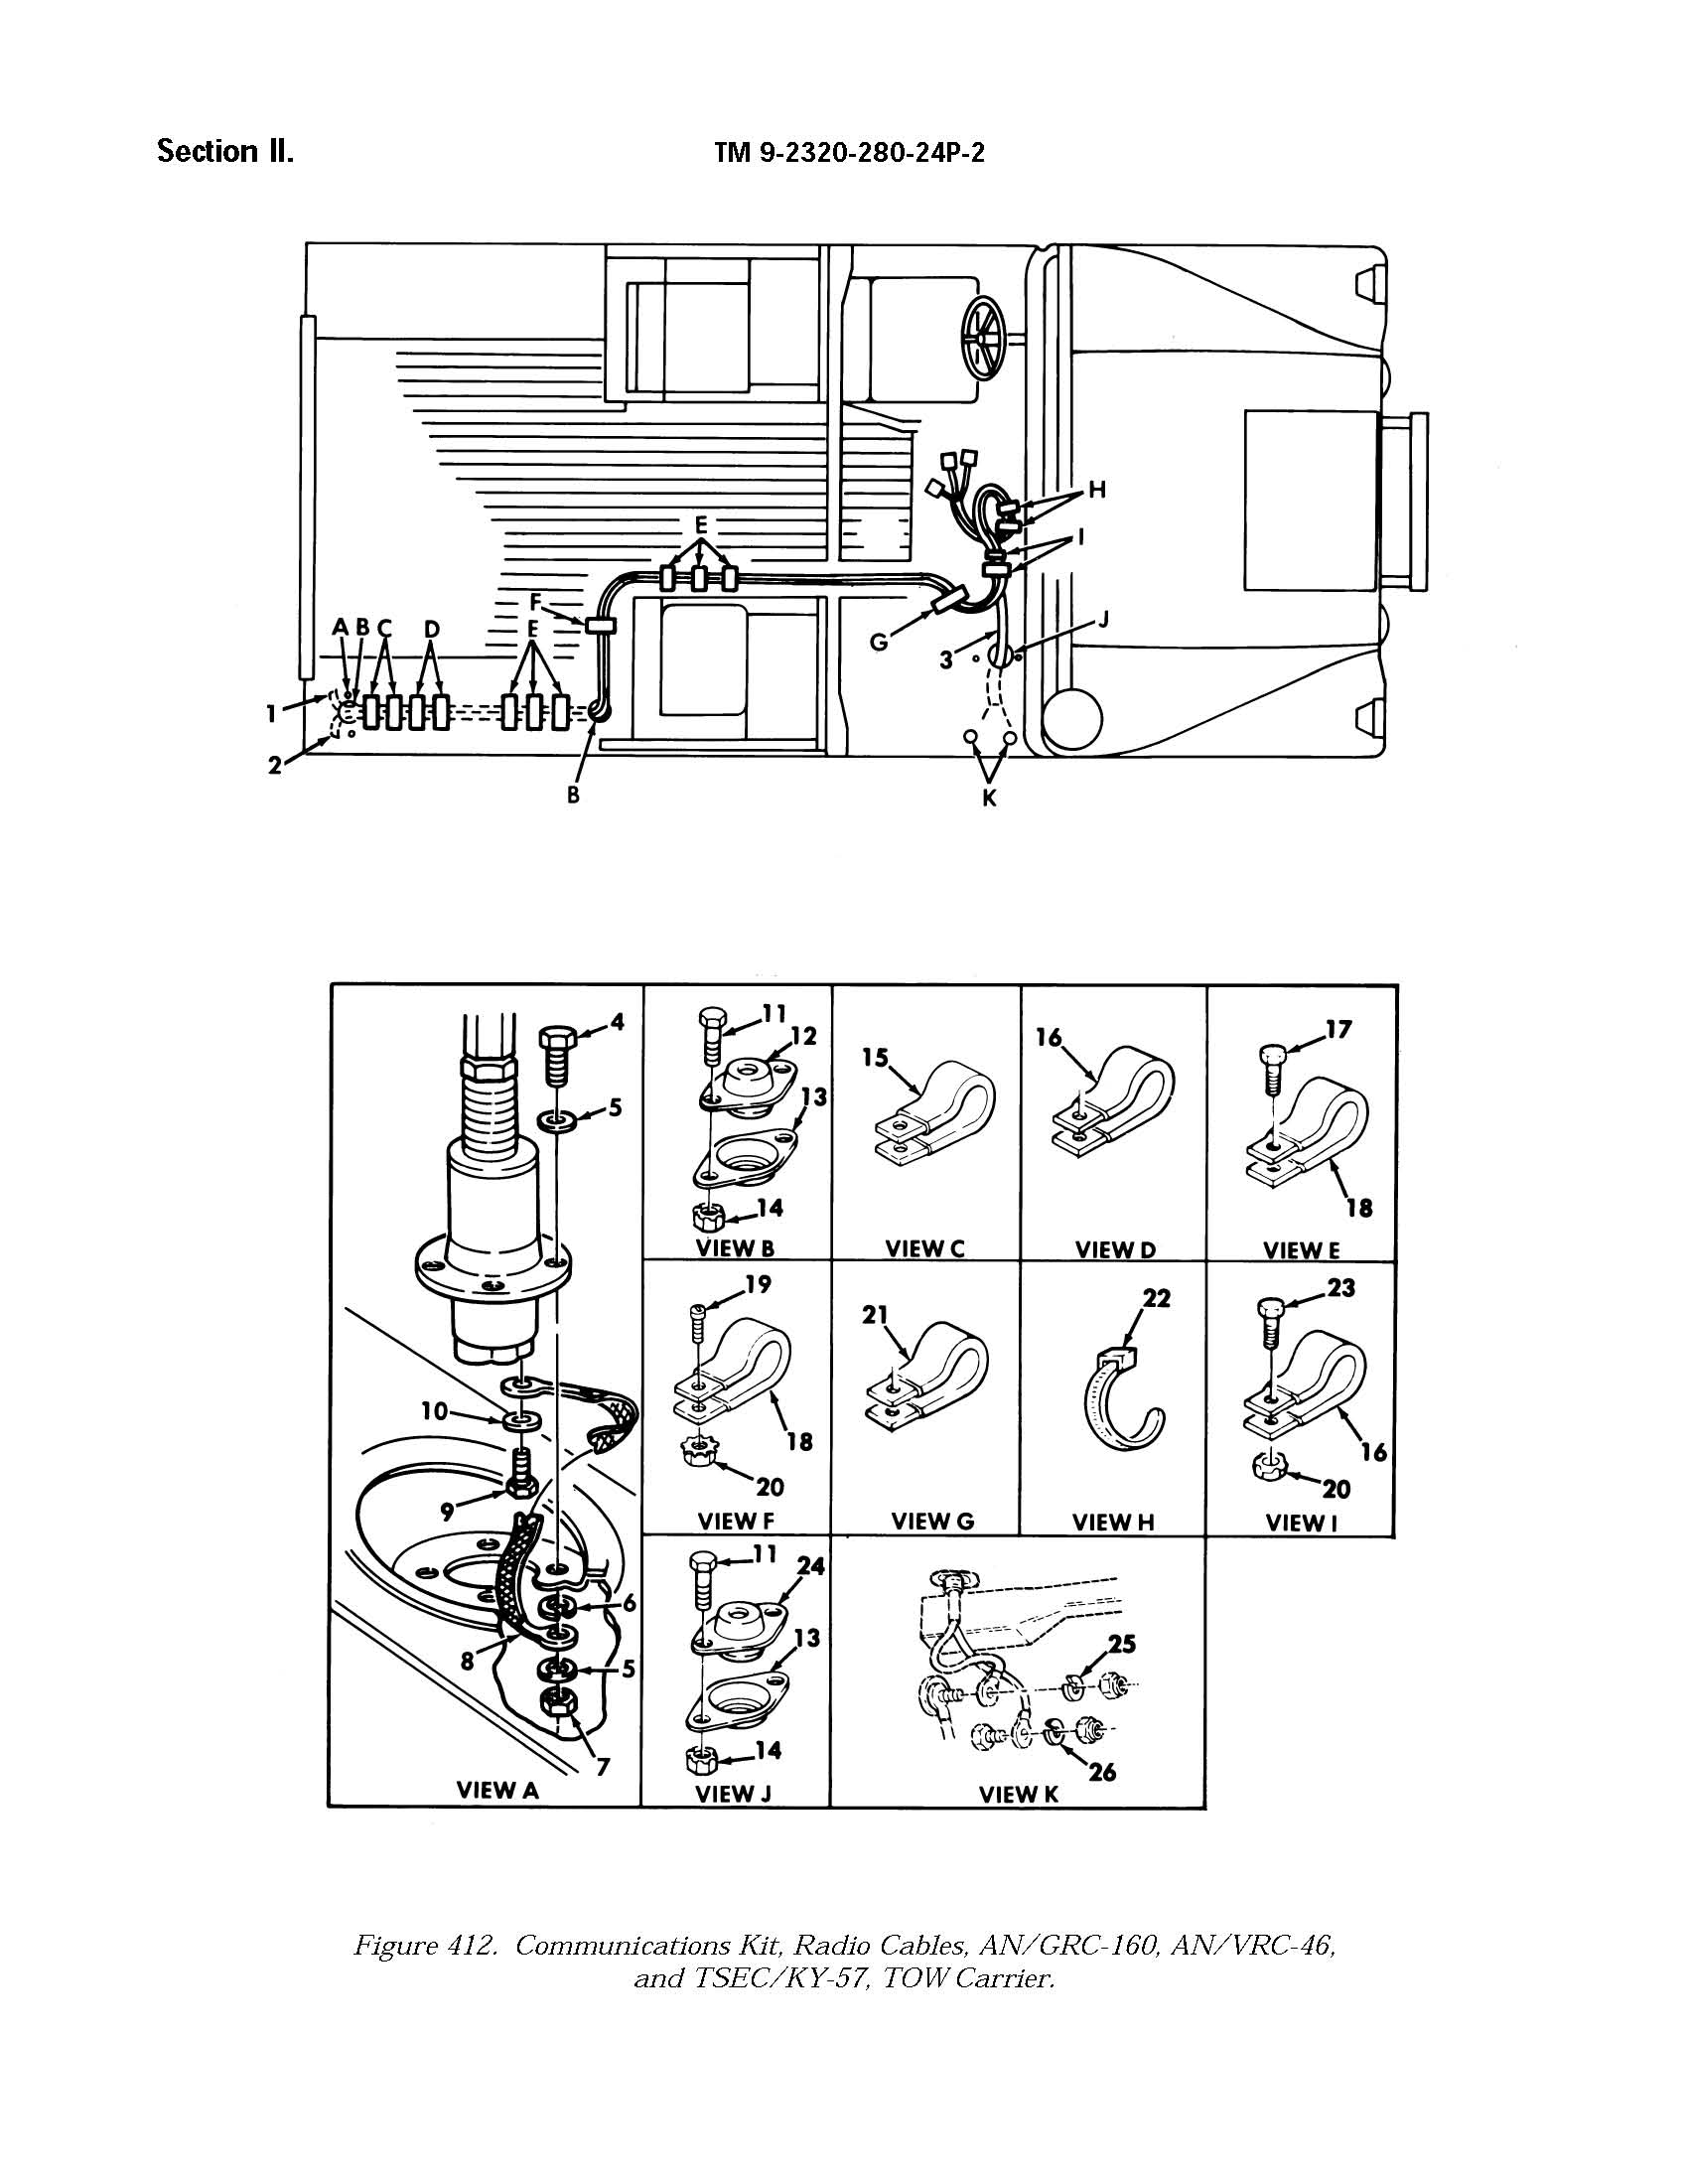 Section II.
TM 9-2320-280-24P-2
H
E
I
F
A B C D E
G
3
J
1
2
B
K
4
5
10
9
8
6
5
7
VIEW A
11
12
13
14
VIEW B
15
VIEW C
16
VIEW D
17
18
VIEW E
19
18
20
VIEW F
21
VIEW G
22
VIEW H
23
16
20
VIEW I
11
24
13
14
VIEW J
25
26
VIEW K
Figure 412. Communications Kit, Radio Cables, AN/GRC-160, AN/VRC-46,
and TSEC/KY-57, TOW Carrier.